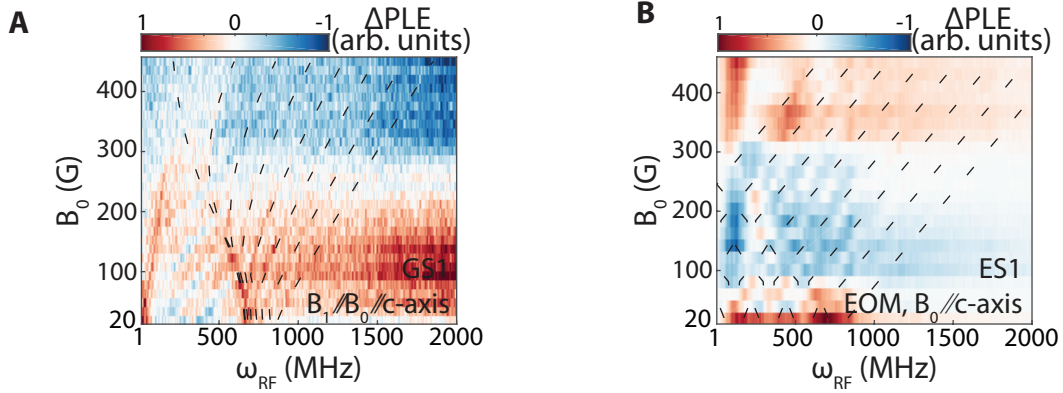 A
1 0 -1 ΔPLE
(arb. units)
B₀ (G)
400
300
200
100
20
GS1
B₁//B₀//c-axis
1 500 1000 1500 2000
ω_RF (MHz)
B
1 0 -1 ΔPLE
(arb. units)
B₀ (G)
400
300
200
100
20
ES1
EOM, B₀//c-axis
1 500 1000 1500 2000
ω_RF (MHz)